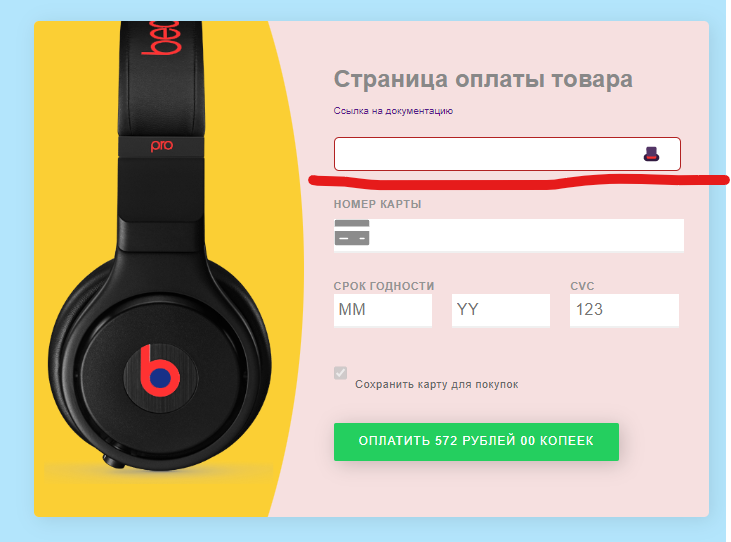 bea
pro
Страница оплаты товара
Ссылка на документацию
НОМЕР КАРТЫ
СРОК ГОДНОСТИ CVC
MM YY 123
Сохранить карту для покупок
ОПЛАТИТЬ 572 РУБЛЕЙ 00 КОПЕЕК
b